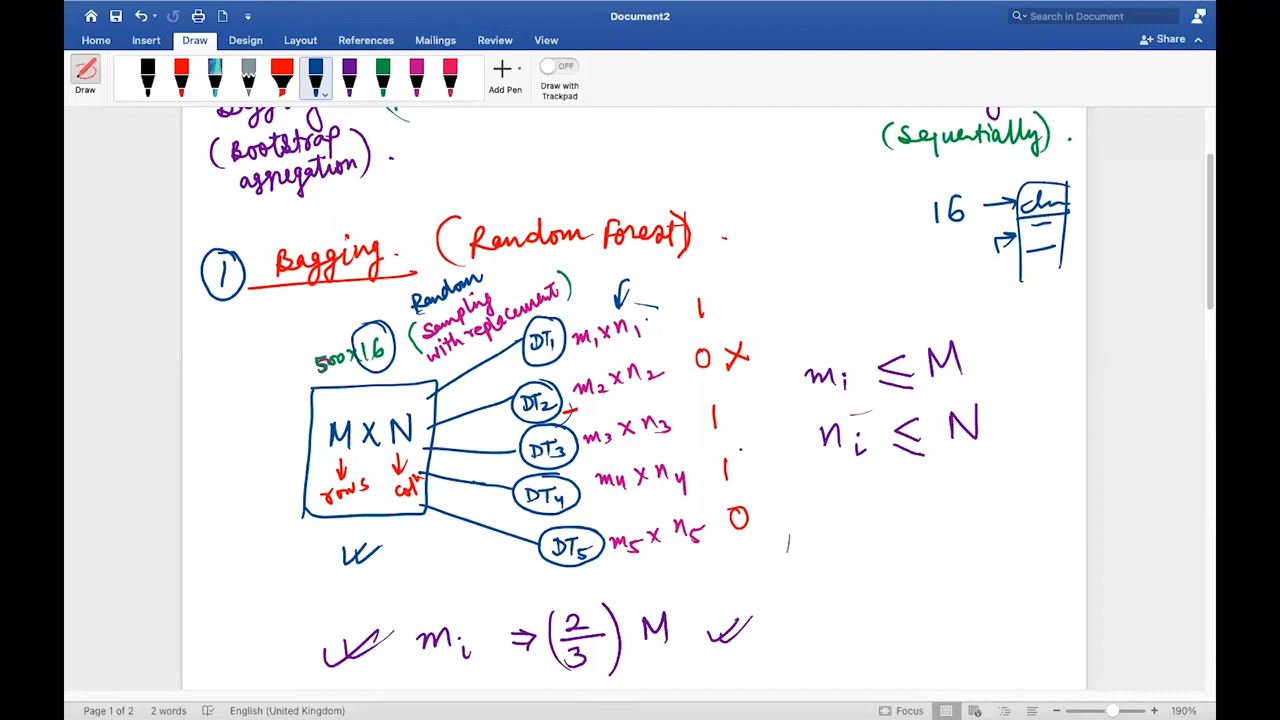 Document2
Search in Document
Home Insert Draw Design Layout References Mailings Review View
Share
Draw
Add Pen
OFF
Draw with
Trackpad
Bagging
(Bootstrap
aggregation) .
(Sequentially) .
16 →
1 Bagging. (Random Forest) .
500 x 16
Random
(Sampling
with replacement)
M X N
↓ ↓
rows colⁿ
DT1 m1 x n1 1
DT2 m2 x n2 0 X
DT3 m3 x n3 1
DT4 m4 x n4 1
DT5 m5 x n5 0
mi ≤ M
ni ≤ N
mi ⇒ (2/3) M
Page 1 of 2 2 words English (United Kingdom) Focus 190%